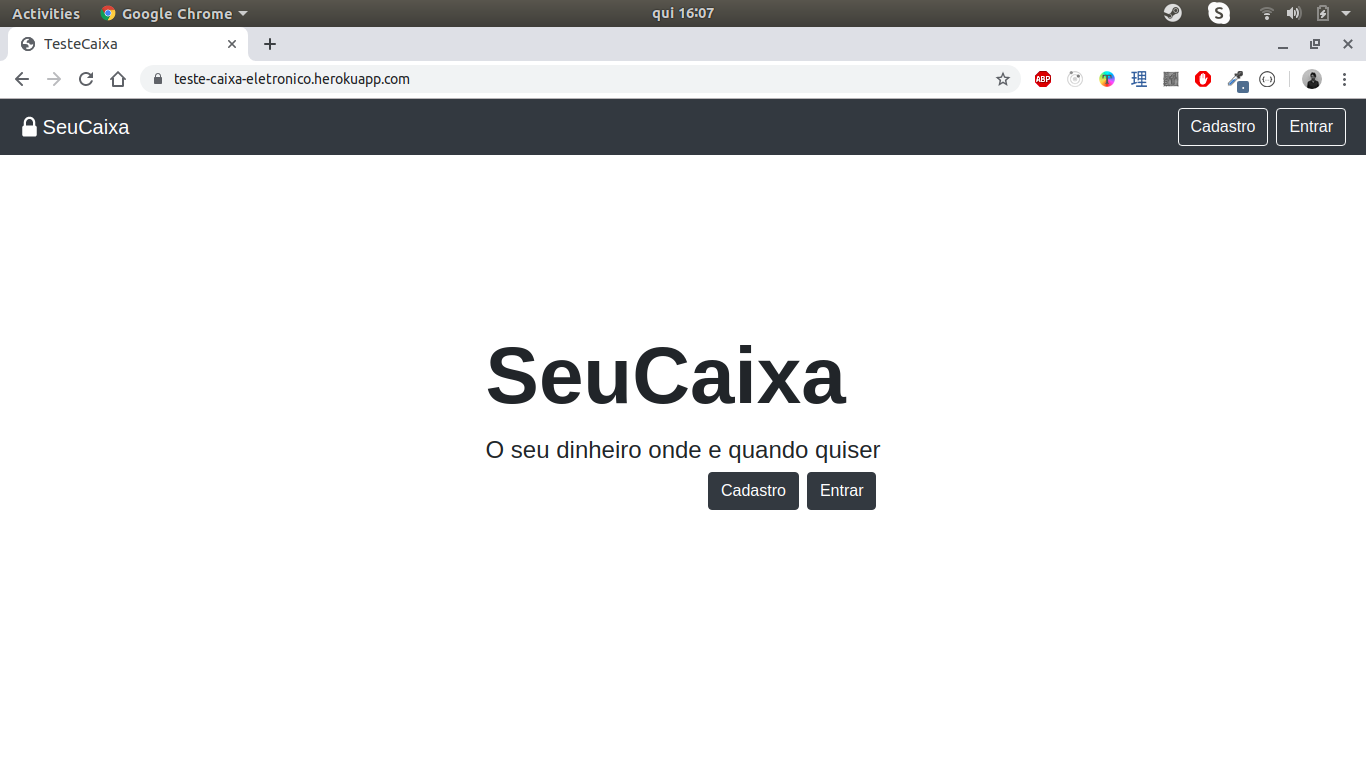 Activities Google Chrome qui 16:07
TesteCaixa
teste-caixa-eletronico.herokuapp.com ABP 理
SeuCaixa Cadastro Entrar
SeuCaixa
O seu dinheiro onde e quando quiser
Cadastro Entrar